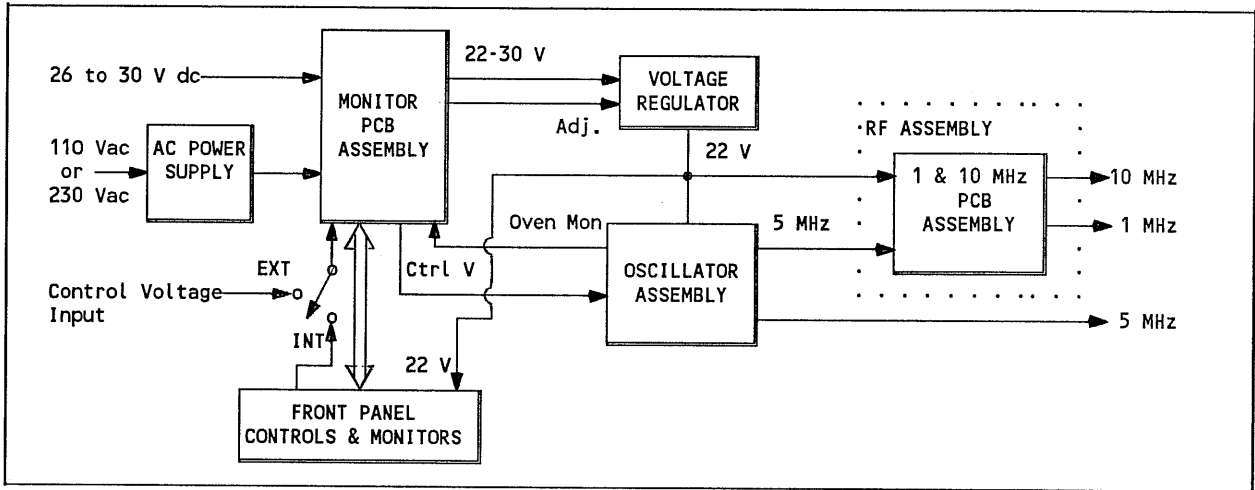 26 to 30 V dc
110 Vac
or
230 Vac
AC POWER
SUPPLY
MONITOR
PCB
ASSEMBLY
22-30 V
Adj.
VOLTAGE
REGULATOR
22 V
RF ASSEMBLY
1 & 10 MHz
PCB
ASSEMBLY
10 MHz
1 MHz
Oven Mon
5 MHz
Ctrl V
OSCILLATOR
ASSEMBLY
5 MHz
EXT
Control Voltage
Input
INT
22 V
FRONT PANEL
CONTROLS & MONITORS